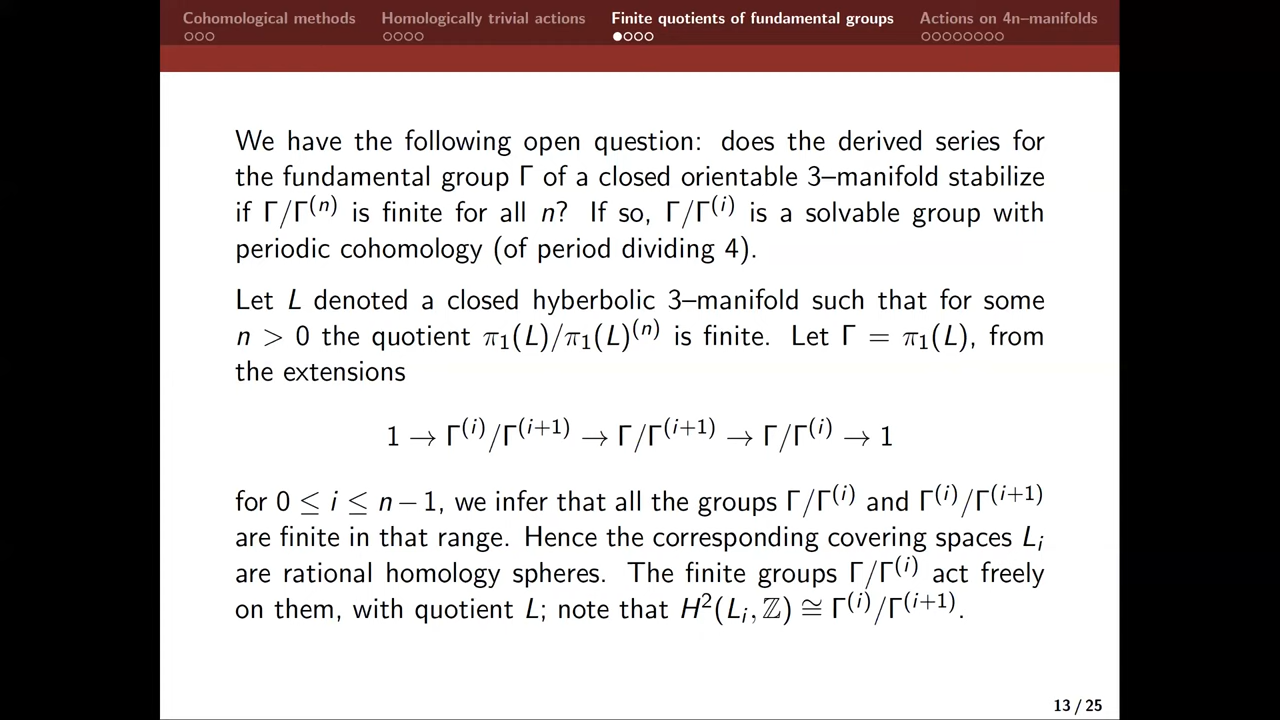 Cohomological methods Homologically trivial actions Finite quotients of fundamental groups Actions on 4n–manifolds
We have the following open question: does the derived series for
the fundamental group Γ of a closed orientable 3–manifold stabilize
if Γ/Γ^(n) is finite for all n? If so, Γ/Γ^(i) is a solvable group with
periodic cohomology (of period dividing 4).
Let L denoted a closed hyberbolic 3–manifold such that for some
n > 0 the quotient π₁(L)/π₁(L)^(n) is finite. Let Γ = π₁(L), from
the extensions
1 → Γ^(i)/Γ^(i+1) → Γ/Γ^(i+1) → Γ/Γ^(i) → 1
for 0 ≤ i ≤ n − 1, we infer that all the groups Γ/Γ^(i) and Γ^(i)/Γ^(i+1)
are finite in that range. Hence the corresponding covering spaces L_i
are rational homology spheres. The finite groups Γ/Γ^(i) act freely
on them, with quotient L; note that H²(L_i, ℤ) ≅ Γ^(i)/Γ^(i+1).
13 / 25